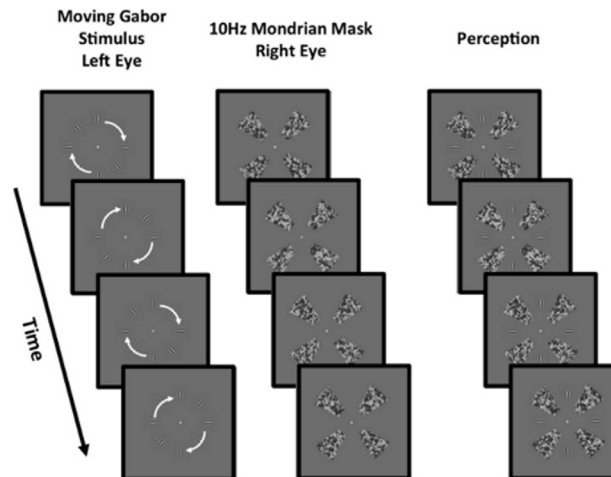 Moving Gabor
Stimulus
Left Eye
10Hz Mondrian Mask
Right Eye
Perception
Time